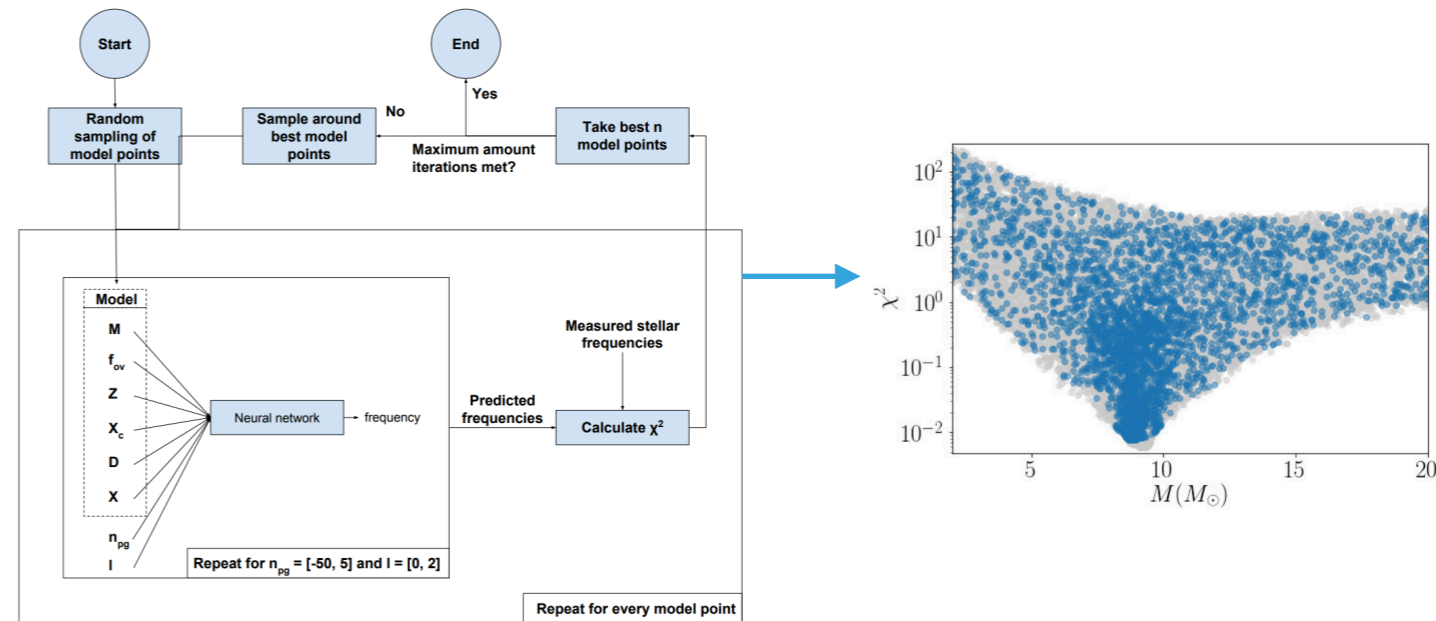 Start
End
Yes
No
Random
sampling of
model points
Sample around
best model
points
Maximum amount
iterations met?
Take best n
model points
Model
M
f_ov
Z
X_c
D
X
n_pg
l
Neural network
frequency
Repeat for n_pg = [-50, 5] and l = [0, 2]
Predicted
frequencies
Measured stellar
frequencies
Calculate χ²
Repeat for every model point
10²
10¹
10⁰
10⁻¹
10⁻²
χ²
5
10
15
20
M(M_⊙)